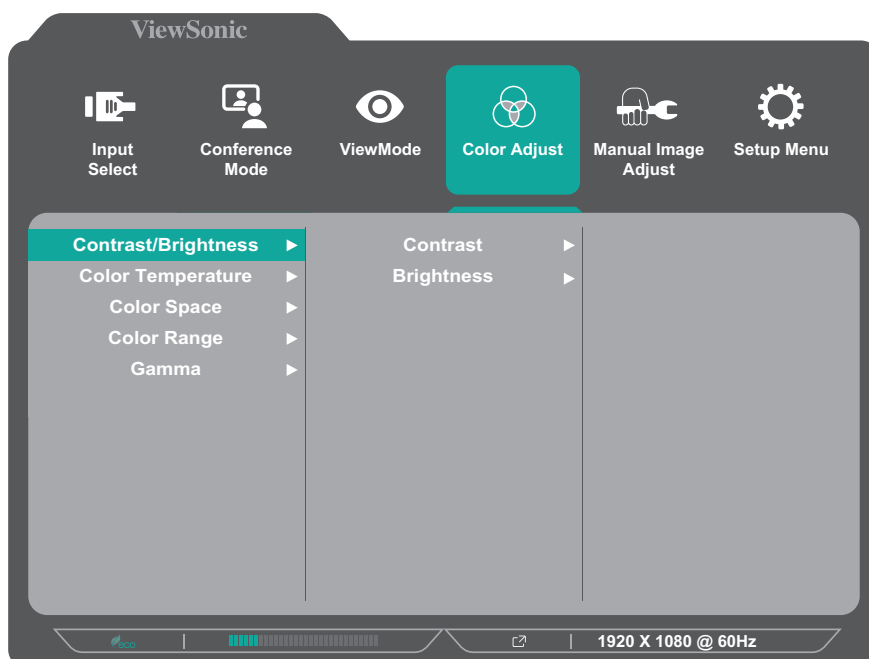 ViewSonic
Input
Select
Conference
Mode
ViewMode
Color Adjust
Manual Image
Adjust
Setup Menu
Contrast/Brightness
Color Temperature
Color Space
Color Range
Gamma
Contrast
Brightness
eco
1920 X 1080 @ 60Hz